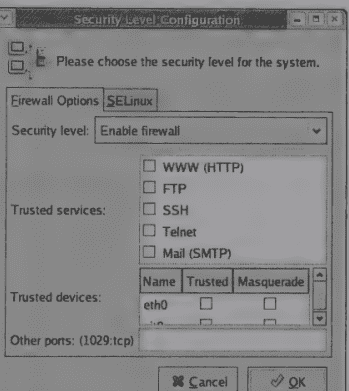 Security Level Configuration
Please choose the security level for the system.
Firewall Options SELinux
Security level: Enable firewall
Trusted services:
WWW (HTTP)
FTP
SSH
Telnet
Mail (SMTP)
Trusted devices:
Name Trusted Masquerade
eth0
Other ports: (1029:tcp)
Cancel OK